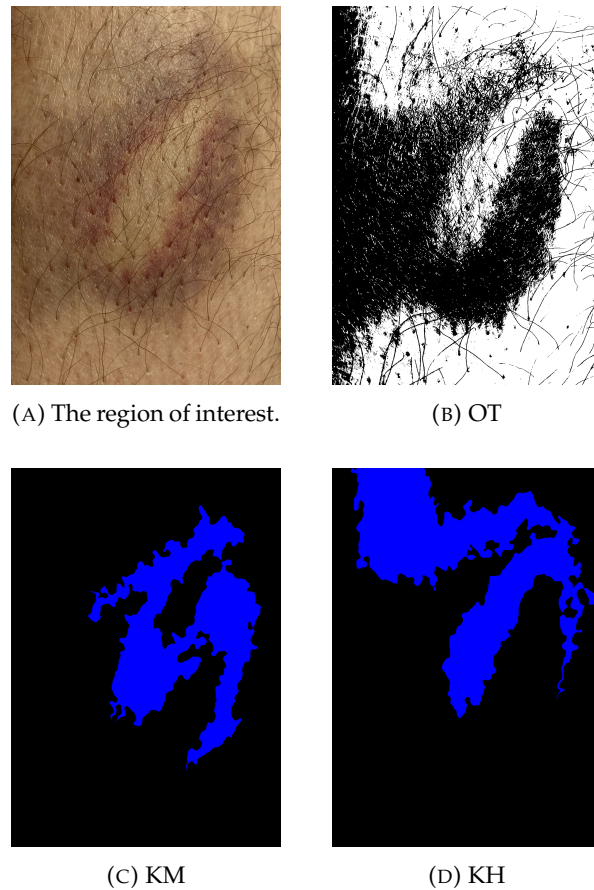 (A) The region of interest.
(B) OT
(C) KM
(D) KH